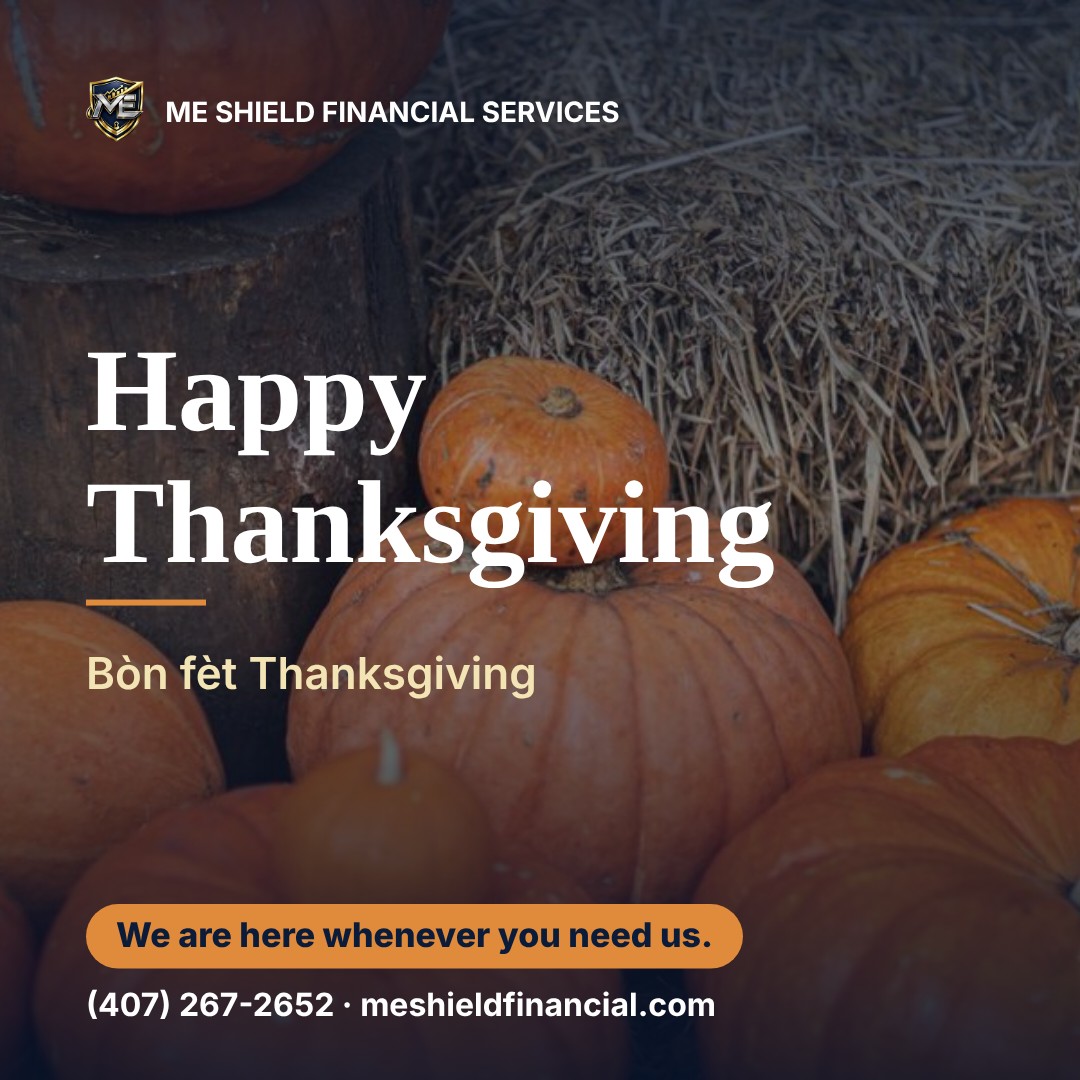 ME
ME SHIELD FINANCIAL SERVICES
Happy
Thanksgiving
Bòn fèt Thanksgiving
We are here whenever you need us.
(407) 267-2652 · meshieldfinancial.com